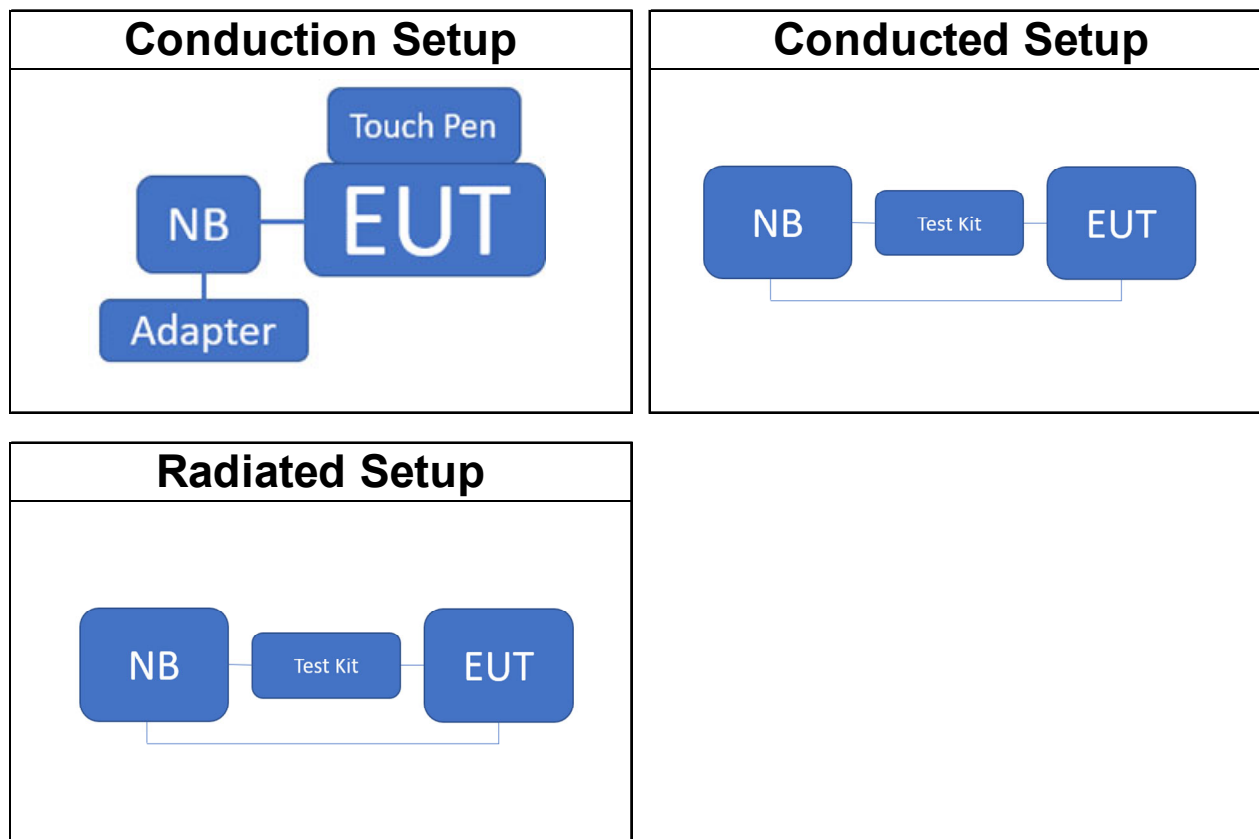 Conduction Setup
Touch Pen
NB
EUT
Adapter
Conducted Setup
NB
Test Kit
EUT
Radiated Setup
NB
Test Kit
EUT